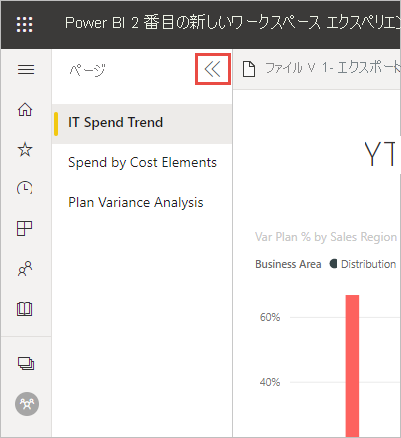 Power BI 2 番目の新しいワークスペース エクスペリエン
ページ
ファイル ∨ 1- エクスポート
IT Spend Trend
Spend by Cost Elements
Plan Variance Analysis
YT
Var Plan % by Sales Region
Business Area
Distribution
60%
40%